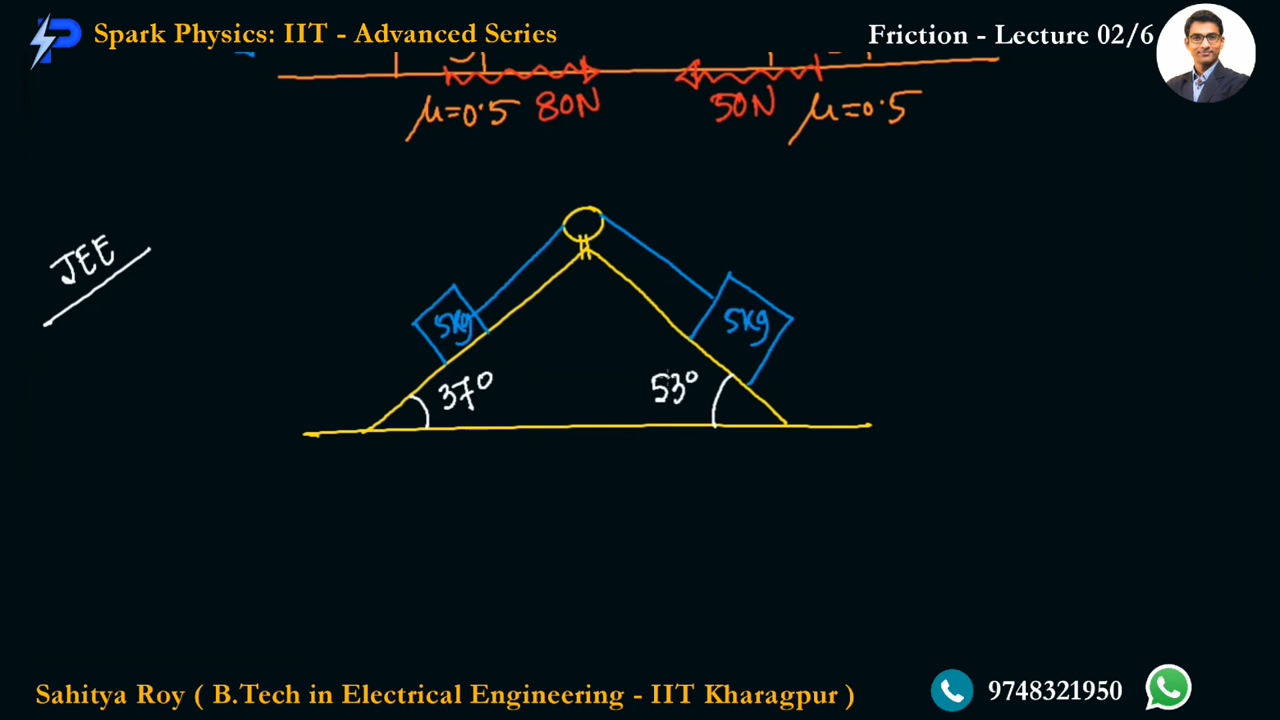 Spark Physics: IIT - Advanced Series
Friction - Lecture 02/6
μ=0.5 80N 50N μ=0.5
JEE
5kg 5kg
37° 53°
Sahitya Roy ( B.Tech in Electrical Engineering - IIT Kharagpur )
9748321950